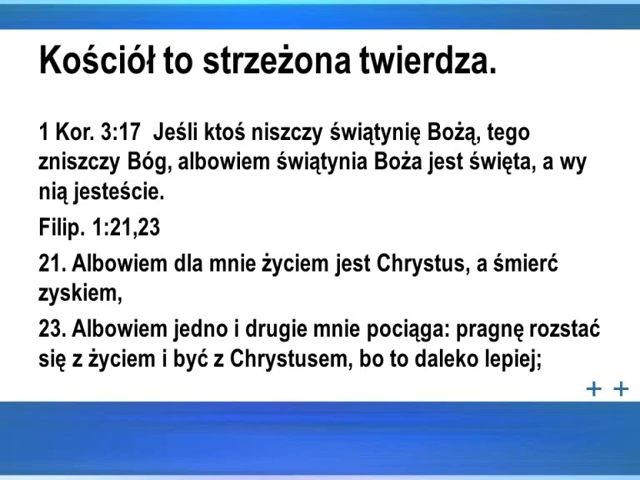 Kościół to strzeżona twierdza.
1 Kor. 3:17  Jeśli ktoś niszczy świątynię Bożą, tego
zniszczy Bóg, albowiem świątynia Boża jest święta, a wy
nią jesteście.
Filip. 1:21,23
21. Albowiem dla mnie życiem jest Chrystus, a śmierć
zyskiem,
23. Albowiem jedno i drugie mnie pociąga: pragnę rozstać
się z życiem i być z Chrystusem, bo to daleko lepiej;
+ +